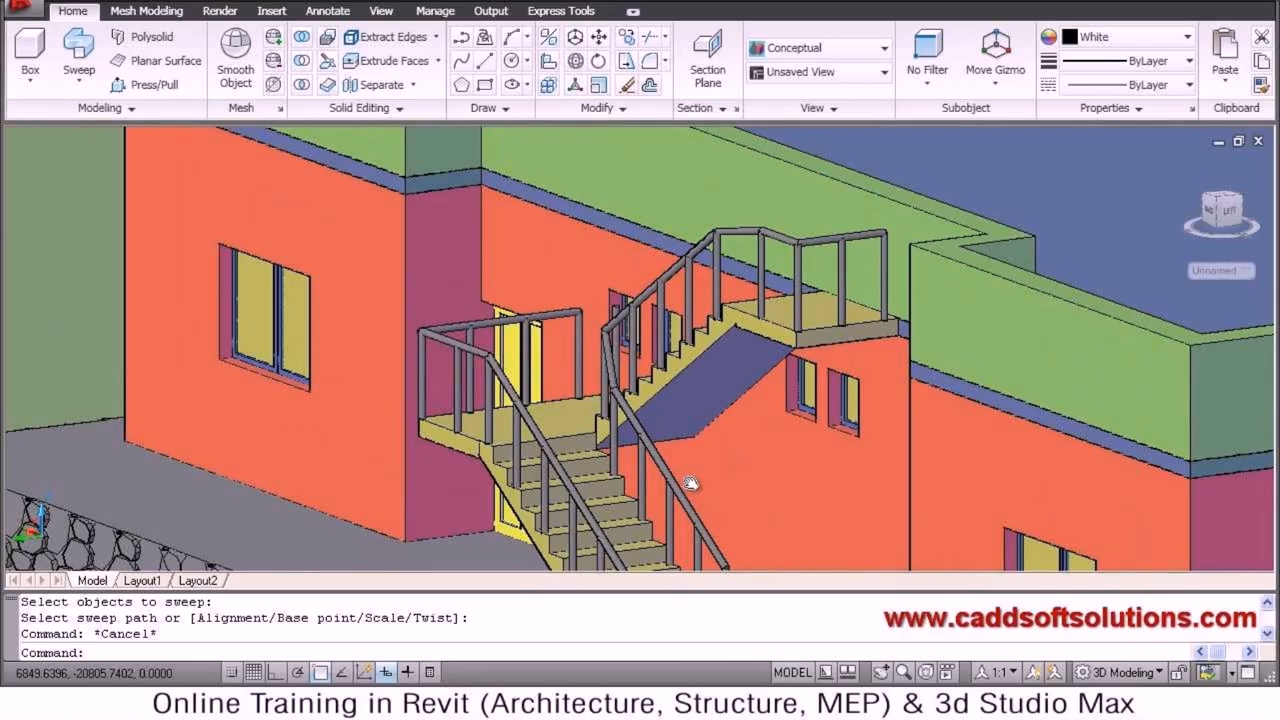 Home Mesh Modeling Render Insert Annotate View Manage Output Express Tools
Box
Sweep
Polysolid
Planar Surface
Press/Pull
Modeling
Smooth Object
Mesh
Extract Edges
Extrude Faces
Separate
Solid Editing
Draw
Modify
Section Plane
Section
Conceptual
Unsaved View
View
No Filter
Move Gizmo
Subobject
White
ByLayer
ByLayer
Properties
Paste
Clipboard
LEFT
Unnamed
Model Layout1 Layout2
Select objects to sweep:
Select sweep path or [Alignment/Base point/Scale/Twist]:
Command: *Cancel*
Command:
www.caddsoftsolutions.com
6849.6396, -20805.7402, 0.0000
MODEL
1:1
3D Modeling
Online Training in Revit (Architecture, Structure, MEP) & 3d Studio Max